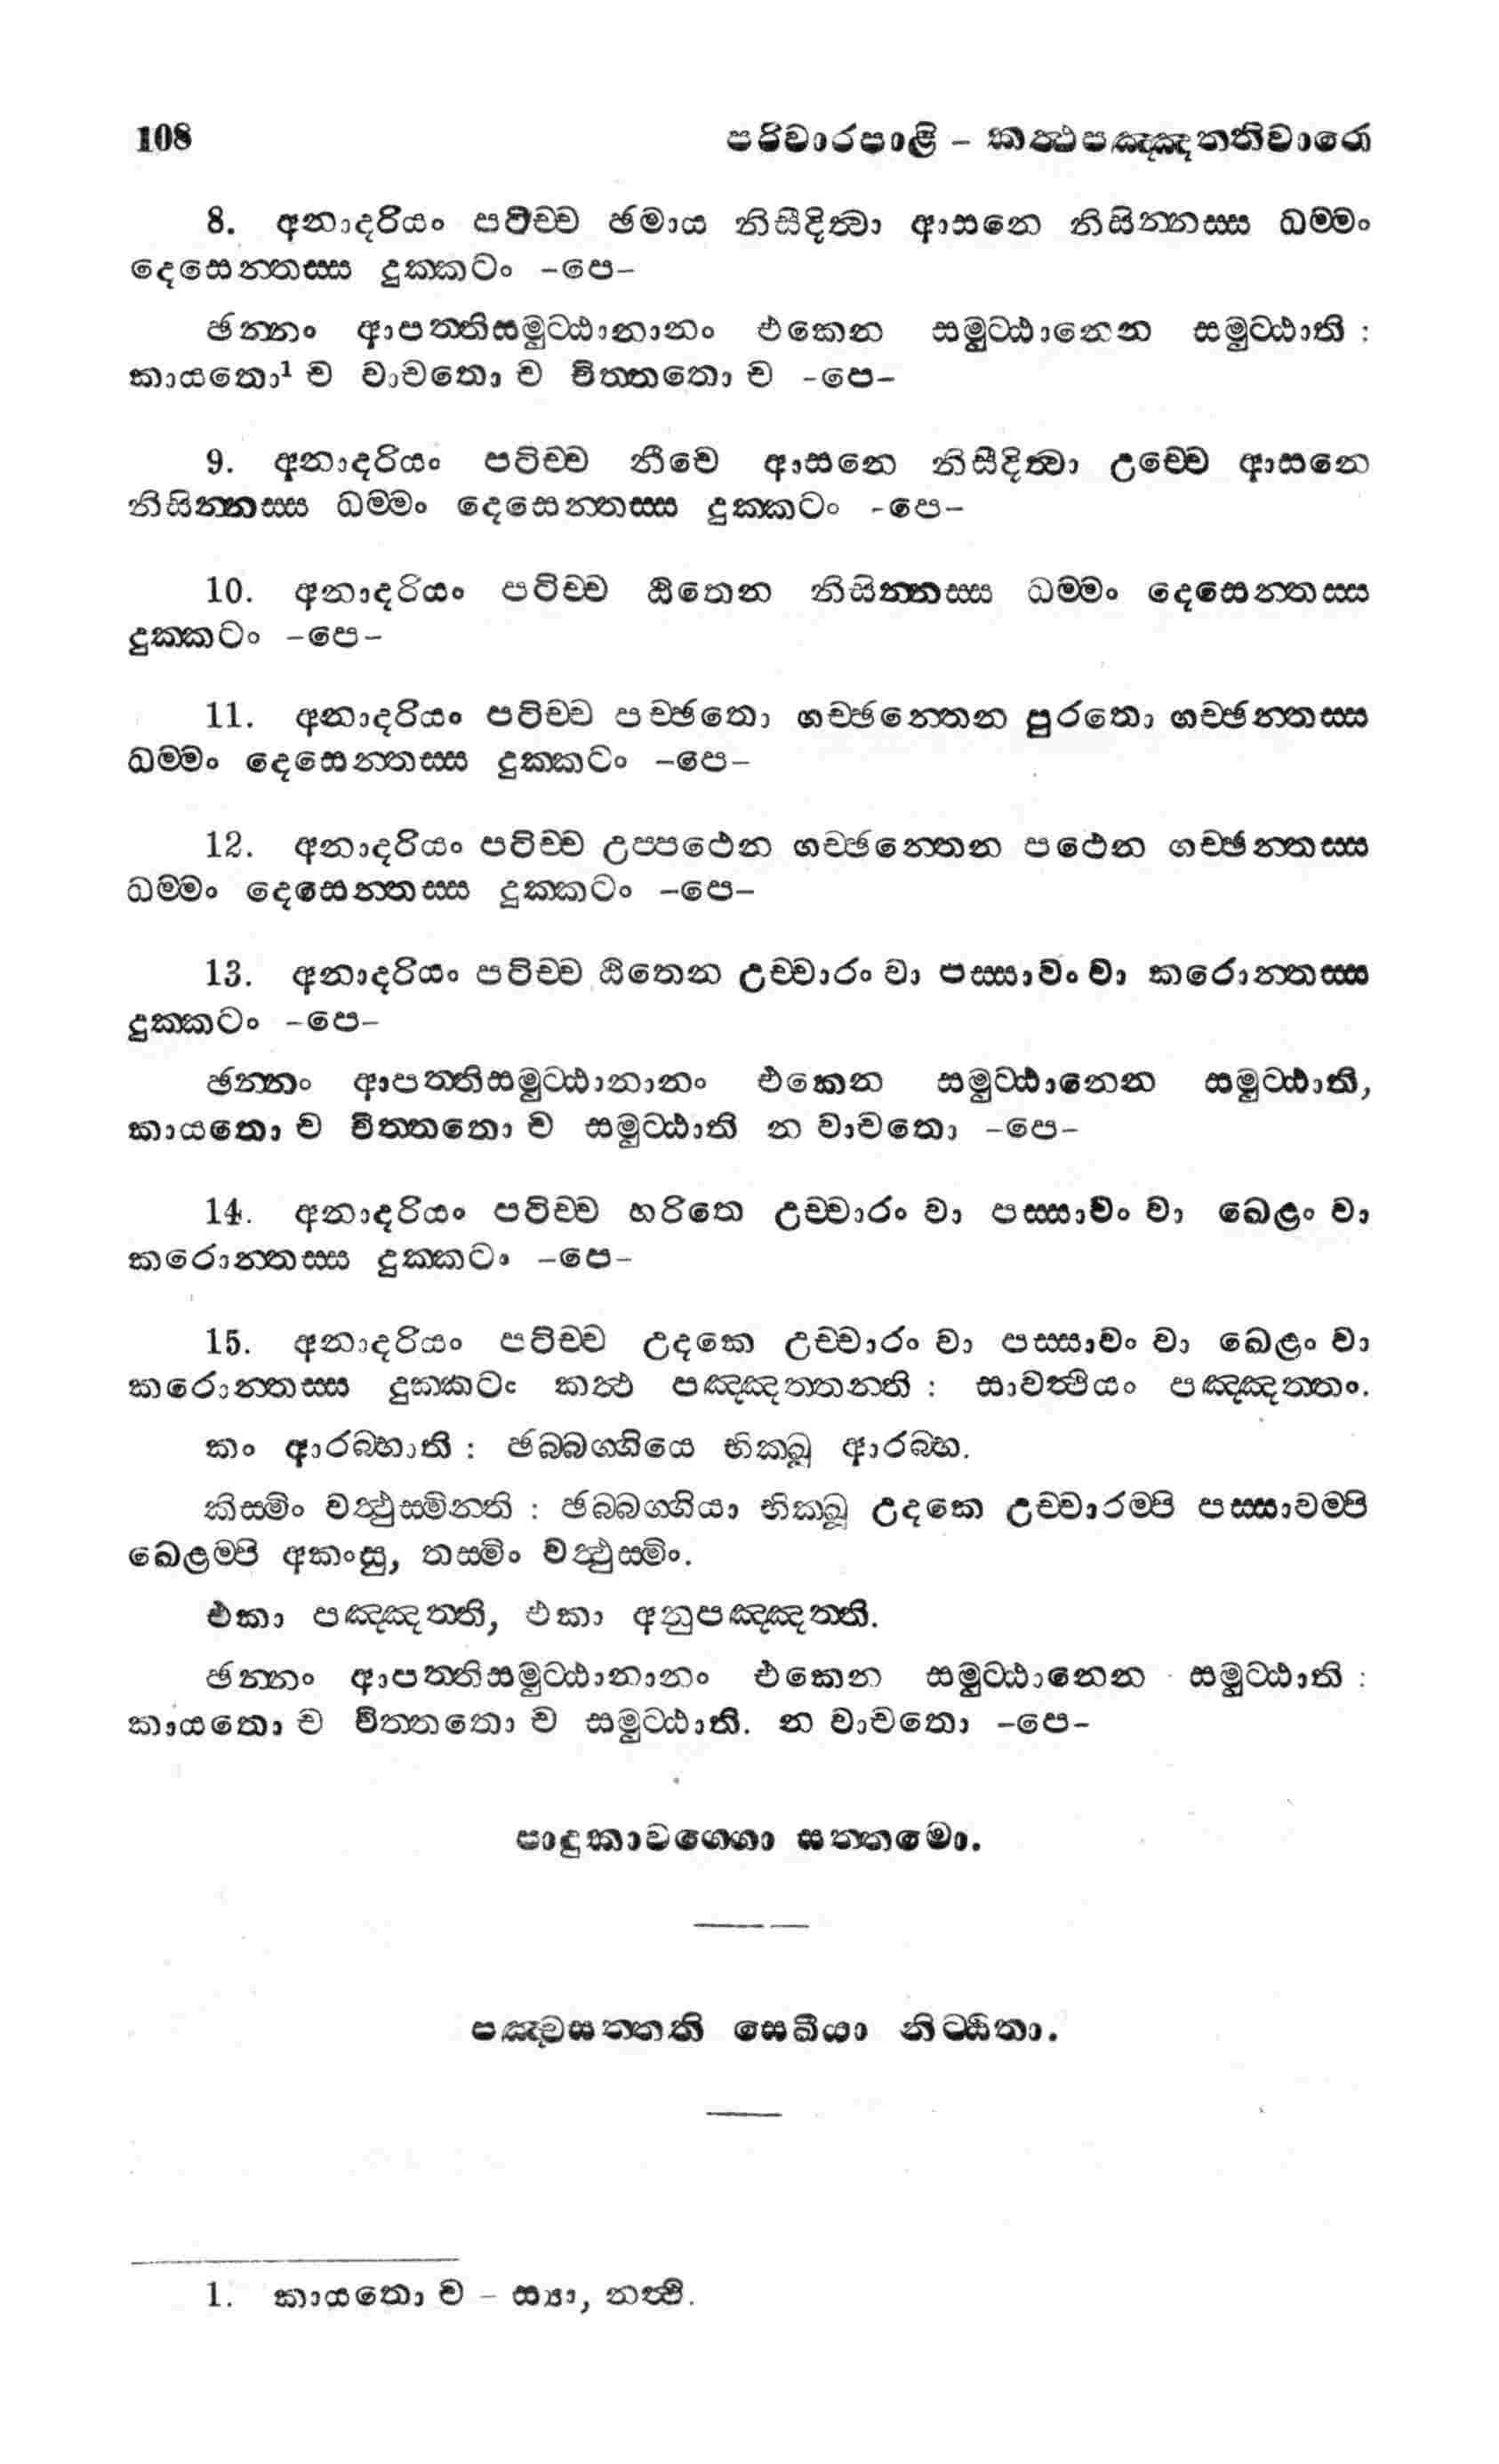 108 පරිවාරපාළි – කත්‍ථපඤ්ඤත්තිවාරො
8. අනාදරියං පටිච්ච ඡමාය නිසීදිත්‍වා ආසනෙ නිසින්නස්ස ධම්මං
දෙසෙන්තස්ස දුක්කටං –පෙ–
ඡන්නං ආපත්තිසමුට්ඨානානං එකෙන සමුට්ඨානෙන සමුට්ඨාති :
කායතො¹ ච වාචතො ච චිත්තතො ච –පෙ–
9. අනාදරියං පටිච්ච නීචෙ ආසනෙ නිසීදිත්‍වා උච්චෙ ආසනෙ
නිසින්නස්ස ධම්මං දෙසෙන්තස්ස දුක්කටං -පෙ–
10. අනාදරියං පටිච්ච ඨිතෙන නිසින්නස්ස ධම්මං දෙසෙන්තස්ස
දුක්කටං –පෙ–
11. අනාදරියං පටිච්ච පච්ඡතො ගච්ඡන්තෙන පුරතො ගච්ඡන්තස්ස
ධම්මං දෙසෙන්තස්ස දුක්කටං –පෙ–
12. අනාදරියං පටිච්ච උප්පථෙන ගච්ඡන්තෙන පථෙන ගච්ඡන්තස්ස
ධම්මං දෙසෙන්තස්ස දුක්කටං –පෙ–
13. අනාදරියං පටිච්ච ඨිතෙන උච්චාරං වා පස්සාවං වා කරොන්තස්ස
දුක්කටං –පෙ–
ඡන්නං ආපත්තිසමුට්ඨානානං එකෙන සමුට්ඨානෙන සමුට්ඨාති,
කායතො ච චිත්තතො ච සමුට්ඨාති න වාචතො –පෙ–
14. අනාදරියං පටිච්ච හරිතෙ උච්චාරං වා පස්සාවං වා ඛෙළං වා
කරොන්තස්ස දුක්කටං –පෙ–
15. අනාදරියං පටිච්ච උදකෙ උච්චාරං වා පස්සාවං වා ඛෙළං වා
කරොන්තස්ස දුක්කටං කත්‍ථ පඤ්ඤත්තන්ති : සාවත්‍ථියං පඤ්ඤත්තං.
කං ආරබ්භාති : ඡබ්බග්ගියෙ භික්ඛූ ආරබ්භ.
කිස්මිං වත්‍ථුස්මින්ති : ඡබ්බග්ගියා භික්ඛූ උදකෙ උච්චාරම්පි පස්සාවම්පි
ඛෙළම්පි අකංසු, තස්මිං වත්‍ථුස්මිං.
එකා පඤ්ඤත්ති, එකා අනුපඤ්ඤත්ති.
ඡන්නං ආපත්තිසමුට්ඨානානං එකෙන සමුට්ඨානෙන සමුට්ඨාති :
කායතො ච චිත්තතො ච සමුට්ඨාති. න වාචතො –පෙ–
පාදුකාවග්ගො සත්තමො.
පඤ්චසත්තති සෙඛියා නිට්ඨිතා.
1. කායතො ච – ස්‍යා, නත්‍ථි.